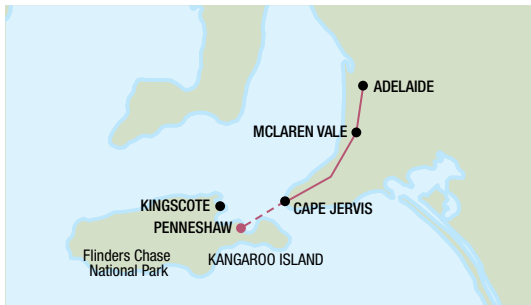 ADELAIDE
MCLAREN VALE
KINGSCOTE
CAPE JERVIS
PENNESHAW
Flinders Chase
National Park
KANGAROO ISLAND